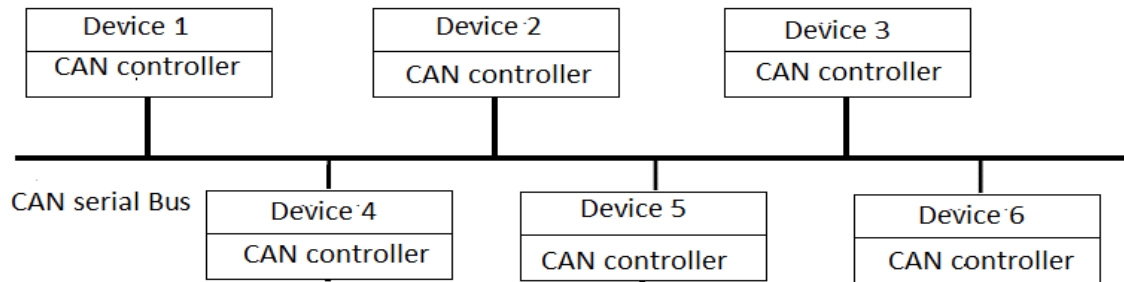 Device 1
CAN controller
Device 2
CAN controller
Device 3
CAN controller
CAN serial Bus
Device 4
CAN controller
Device 5
CAN controller
Device 6
CAN controller